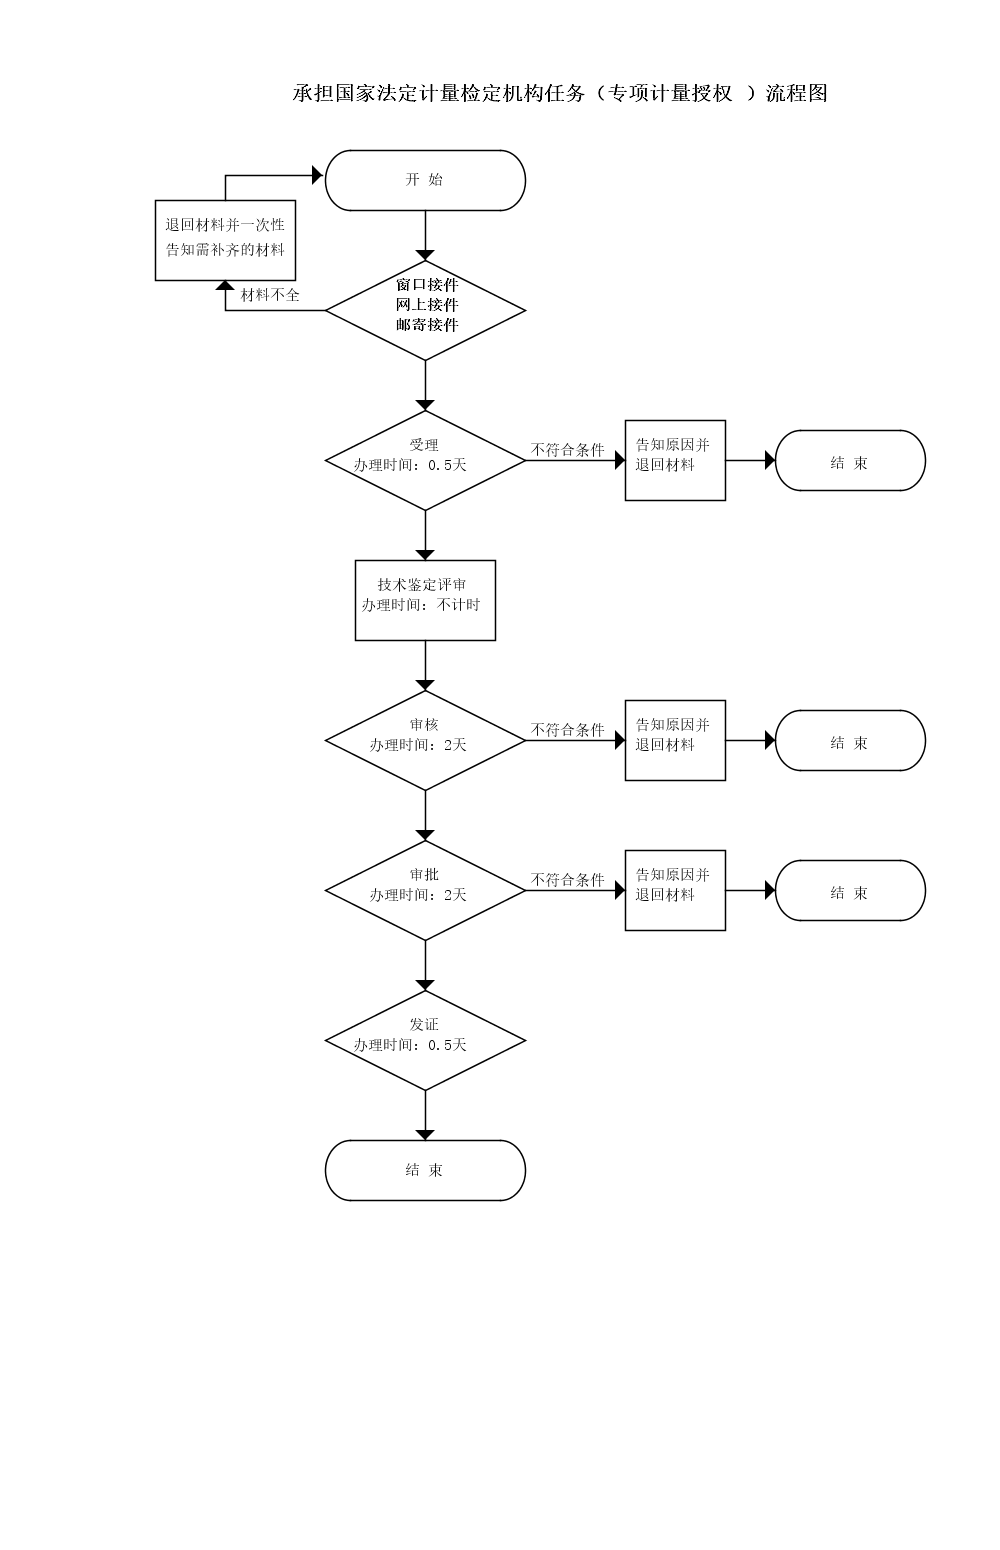 承担国家法定计量检定机构任务（专项计量授权 ）流程图
开 始
退回材料并一次性
告知需补齐的材料
材料不全
窗口接件
网上接件
邮寄接件
受理
办理时间：0.5天
不符合条件
告知原因并
退回材料
结 束
技术鉴定评审
办理时间：不计时
审核
办理时间：2天
不符合条件
告知原因并
退回材料
结 束
审批
办理时间：2天
不符合条件
告知原因并
退回材料
结 束
发证
办理时间：0.5天
结 束